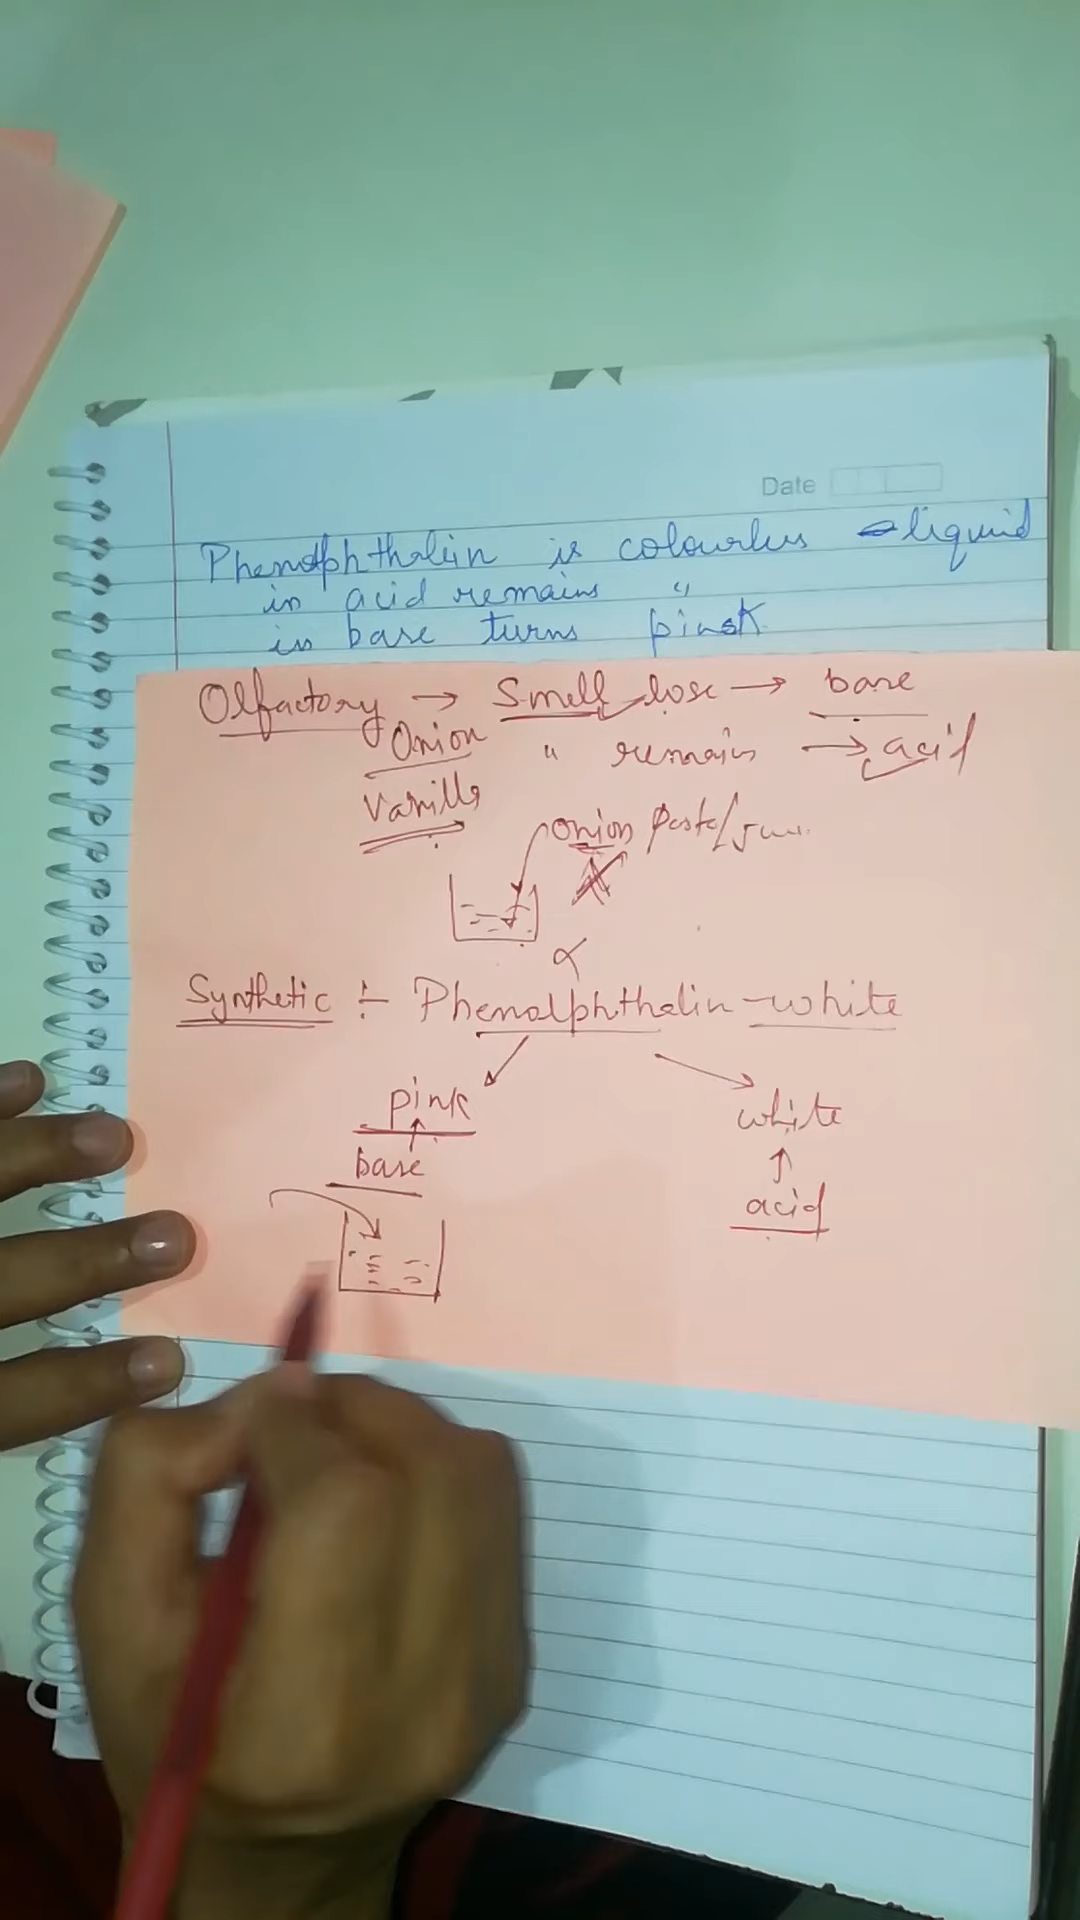 Date
Phenolphthalein is colourless - liquid
in acid remains "
in base turns pink
Olfactory → Smell lose → base
Onion " remains → acid
Vanilla
onion paste/
Synthetic :- Phenolphthalin - white
pink white
base acid